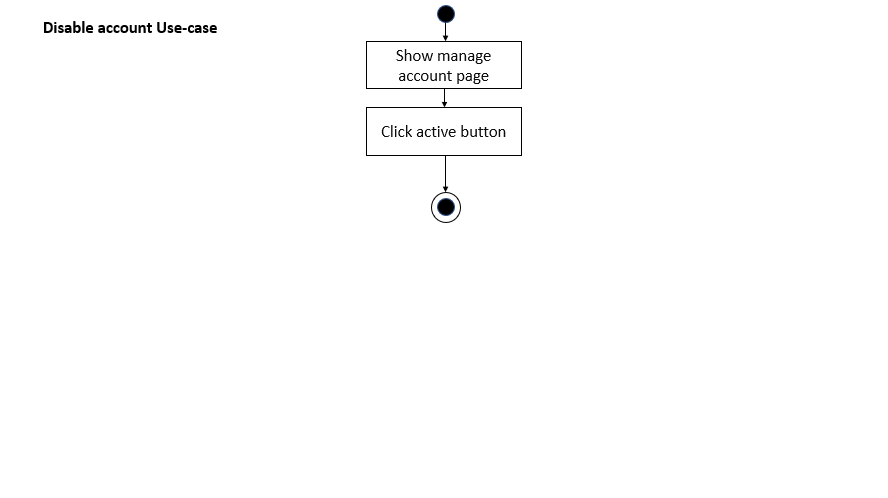 Disable account Use-case
Show manage
account page
Click active button